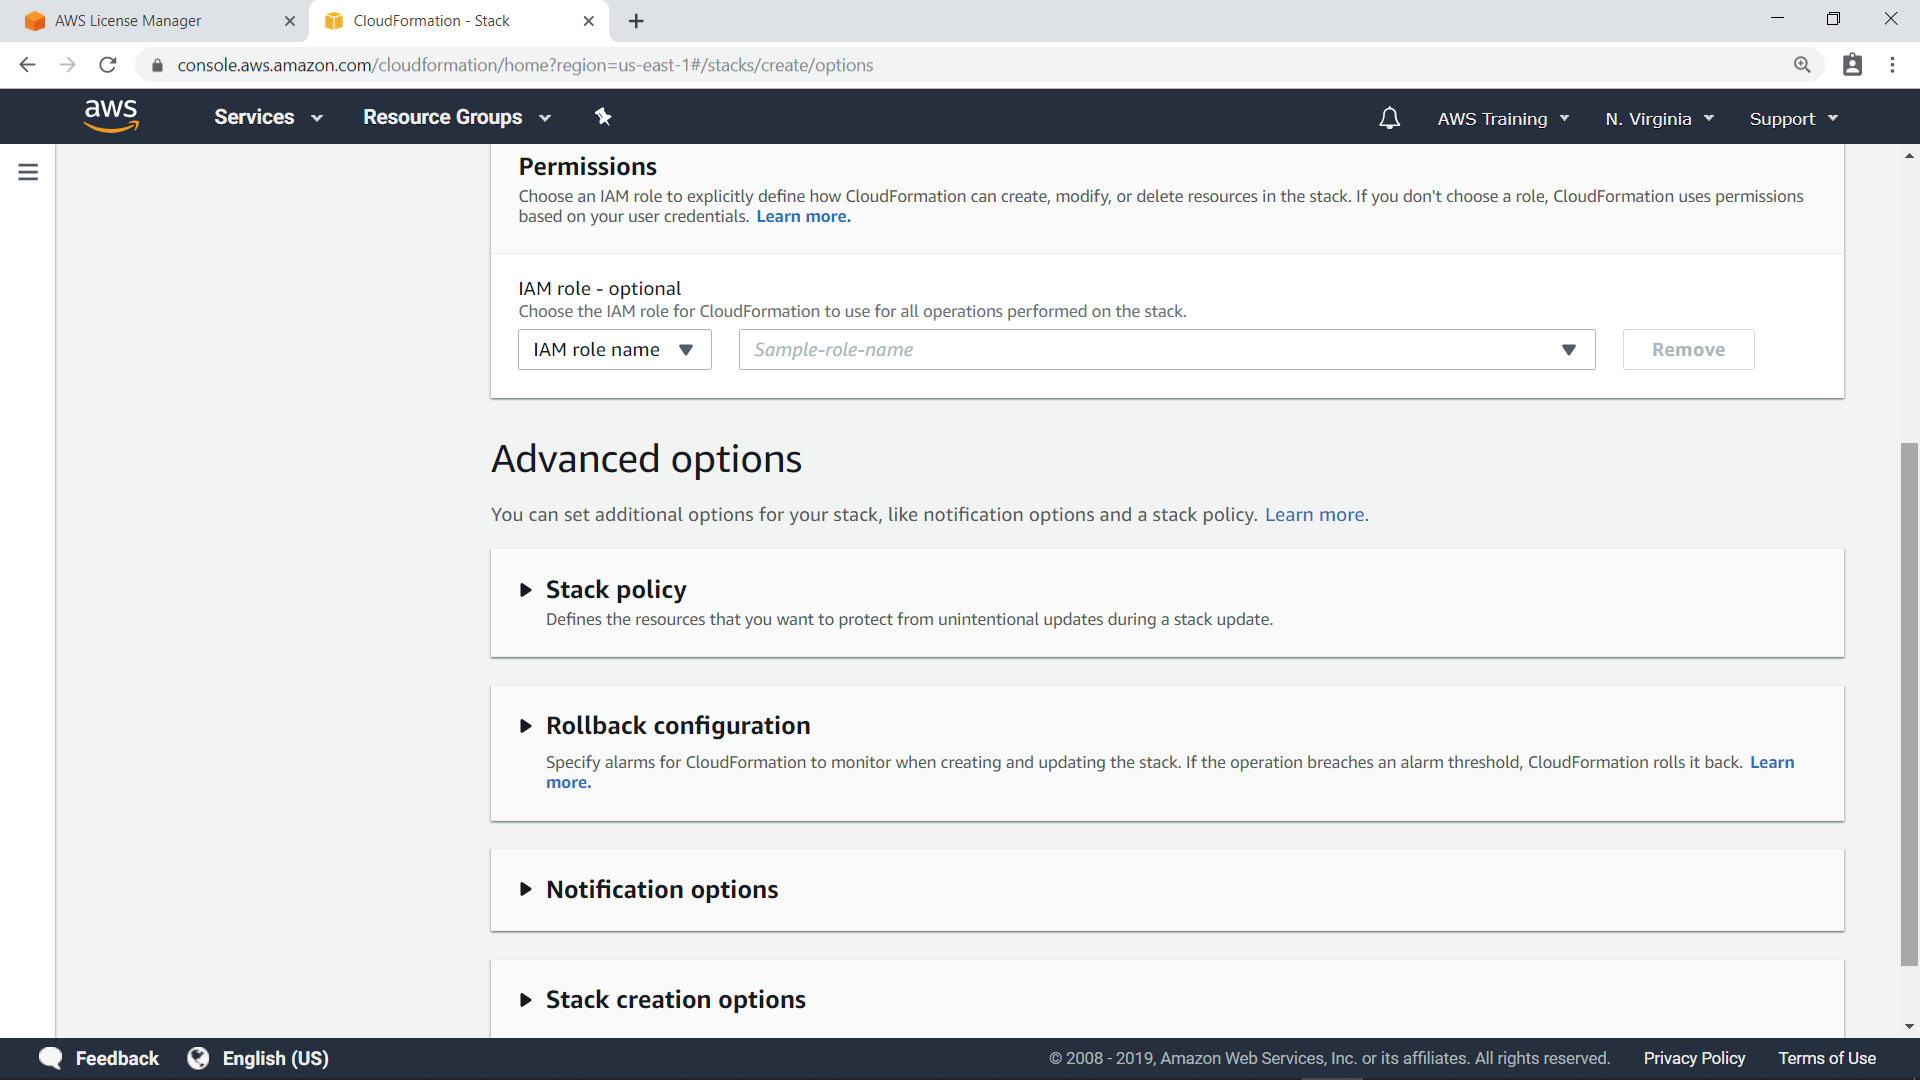 AWS License Manager
CloudFormation - Stack
console.aws.amazon.com/cloudformation/home?region=us-east-1#/stacks/create/options
aws
Services
Resource Groups
AWS Training
N. Virginia
Support
Permissions
Choose an IAM role to explicitly define how CloudFormation can create, modify, or delete resources in the stack. If you don't choose a role, CloudFormation uses permissions
based on your user credentials. Learn more.
IAM role - optional
Choose the IAM role for CloudFormation to use for all operations performed on the stack.
IAM role name
Sample-role-name
Remove
Advanced options
You can set additional options for your stack, like notification options and a stack policy. Learn more.
Stack policy
Defines the resources that you want to protect from unintentional updates during a stack update.
Rollback configuration
Specify alarms for CloudFormation to monitor when creating and updating the stack. If the operation breaches an alarm threshold, CloudFormation rolls it back. Learn
more.
Notification options
Stack creation options
Feedback
English (US)
© 2008 - 2019, Amazon Web Services, Inc. or its affiliates. All rights reserved.
Privacy Policy
Terms of Use